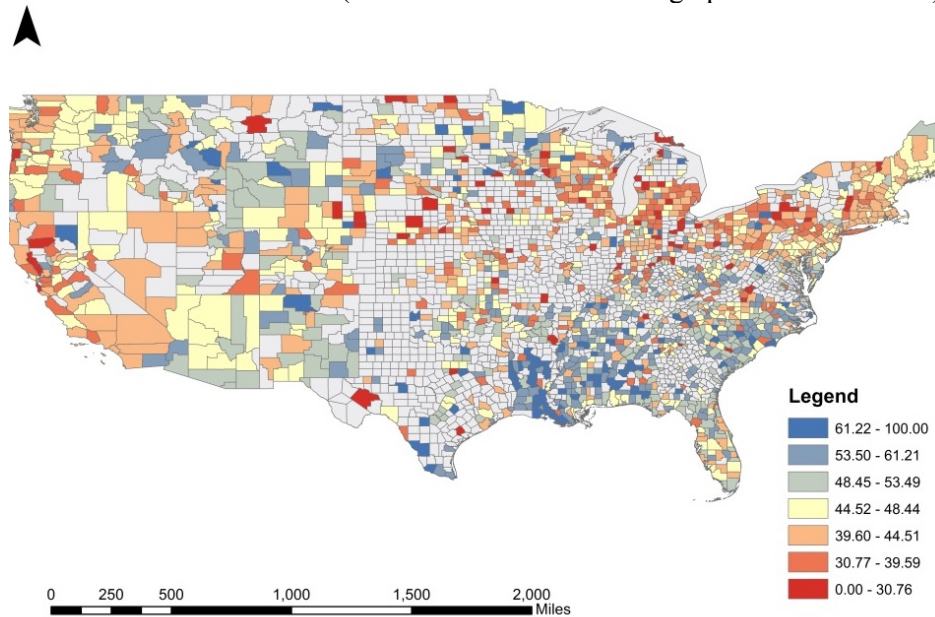 Legend
61.22 - 100.00
53.50 - 61.21
48.45 - 53.49
44.52 - 48.44
39.60 - 44.51
30.77 - 39.59
0.00 - 30.76
0 250 500 1,000 1,500 2,000
Miles